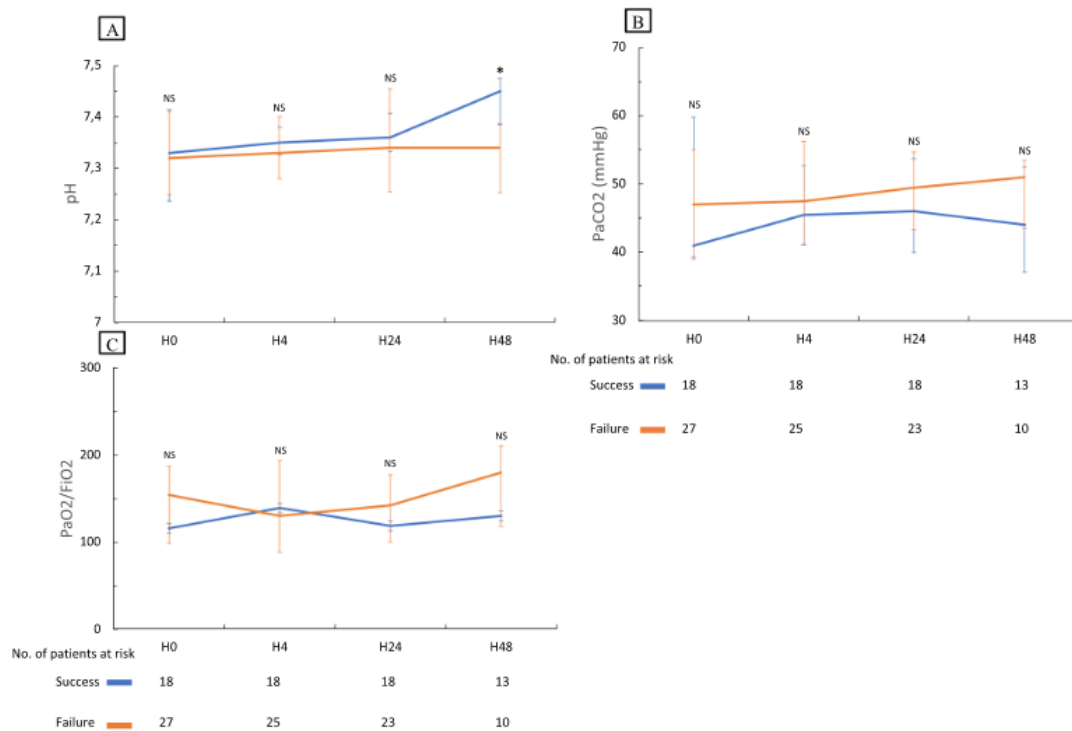 A
7,5
7,4
7,3
7,2
7,1
7
pH
NS
NS
NS
*
H0
H4
H24
H48
B
70
60
50
40
30
PaCO2 (mmHg)
NS
NS
NS
NS
H0
H4
H24
H48
No. of patients at risk
Success 18 18 18 13
Failure 27 25 23 10
C
300
200
100
0
PaO2/FiO2
NS
NS
NS
NS
H0
H4
H24
H48
No. of patients at risk
Success 18 18 18 13
Failure 27 25 23 10